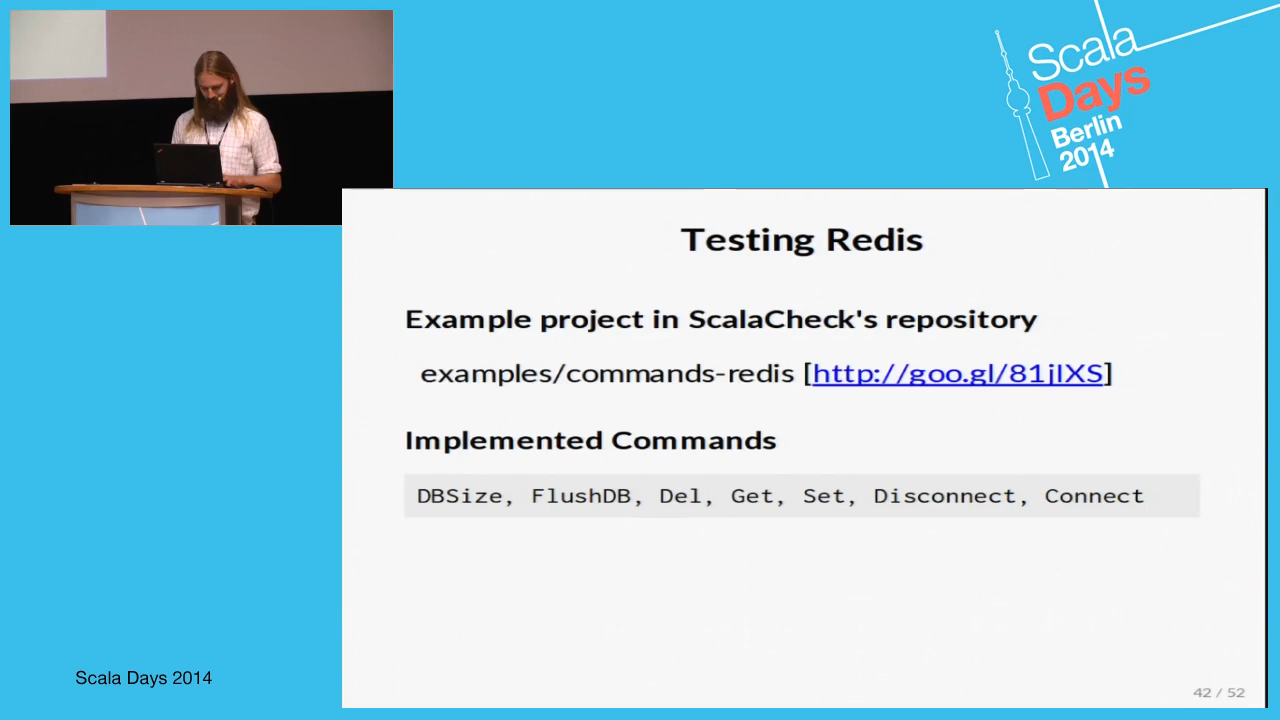 Scala
Days
Berlin
2014
Testing Redis
Example project in ScalaCheck's repository
examples/commands-redis [http://goo.gl/81jIXS]
Implemented Commands
DBSize, FlushDB, Del, Get, Set, Disconnect, Connect
Scala Days 2014
42 / 52